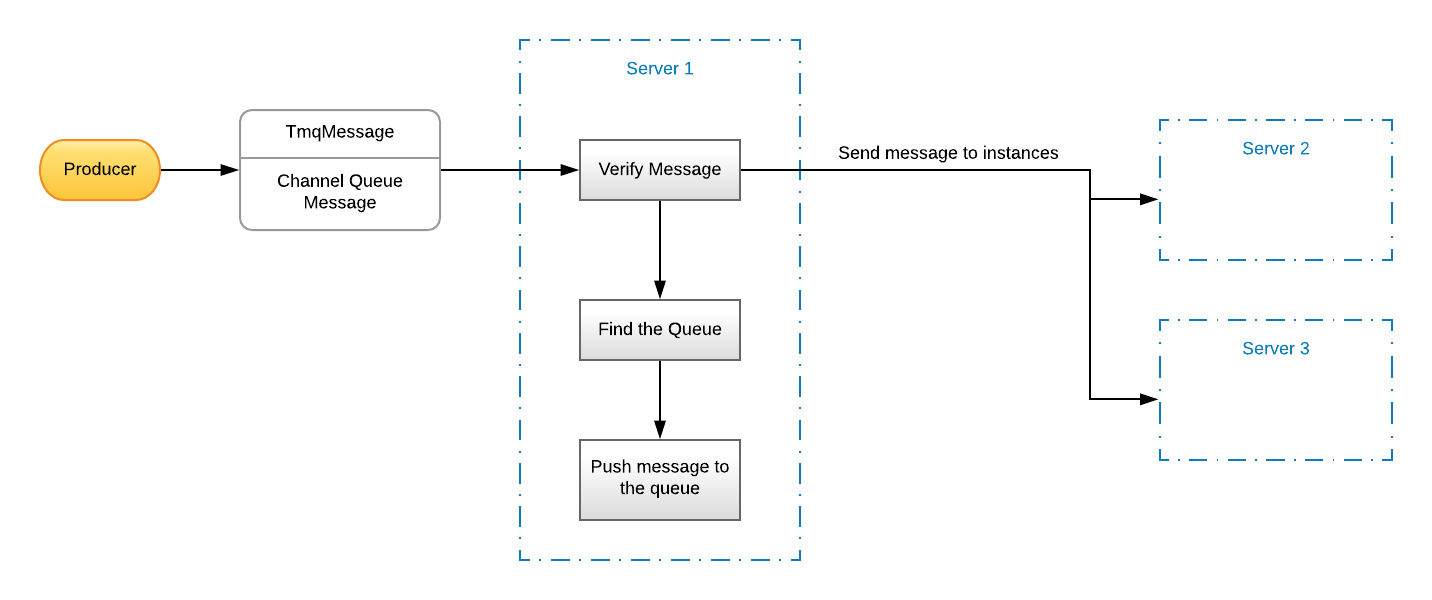 Server 1
Producer
TmqMessage
Channel Queue
Message
Verify Message
Send message to instances
Server 2
Find the Queue
Server 3
Push message to
the queue